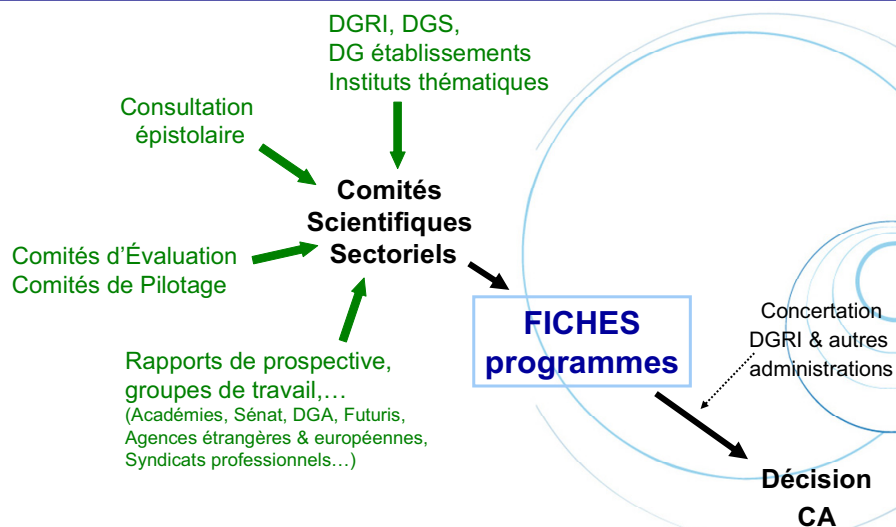 DGRI, DGS,
DG établissements
Instituts thématiques
Consultation
épistolaire
Comités
Scientifiques
Sectoriels
Comités d’Évaluation
Comités de Pilotage
FICHES
programmes
Concertation
DGRI & autres
administrations
Rapports de prospective,
groupes de travail,…
(Académies, Sénat, DGA, Futuris,
Agences étrangères & européennes,
Syndicats professionnels…)
Décision
CA